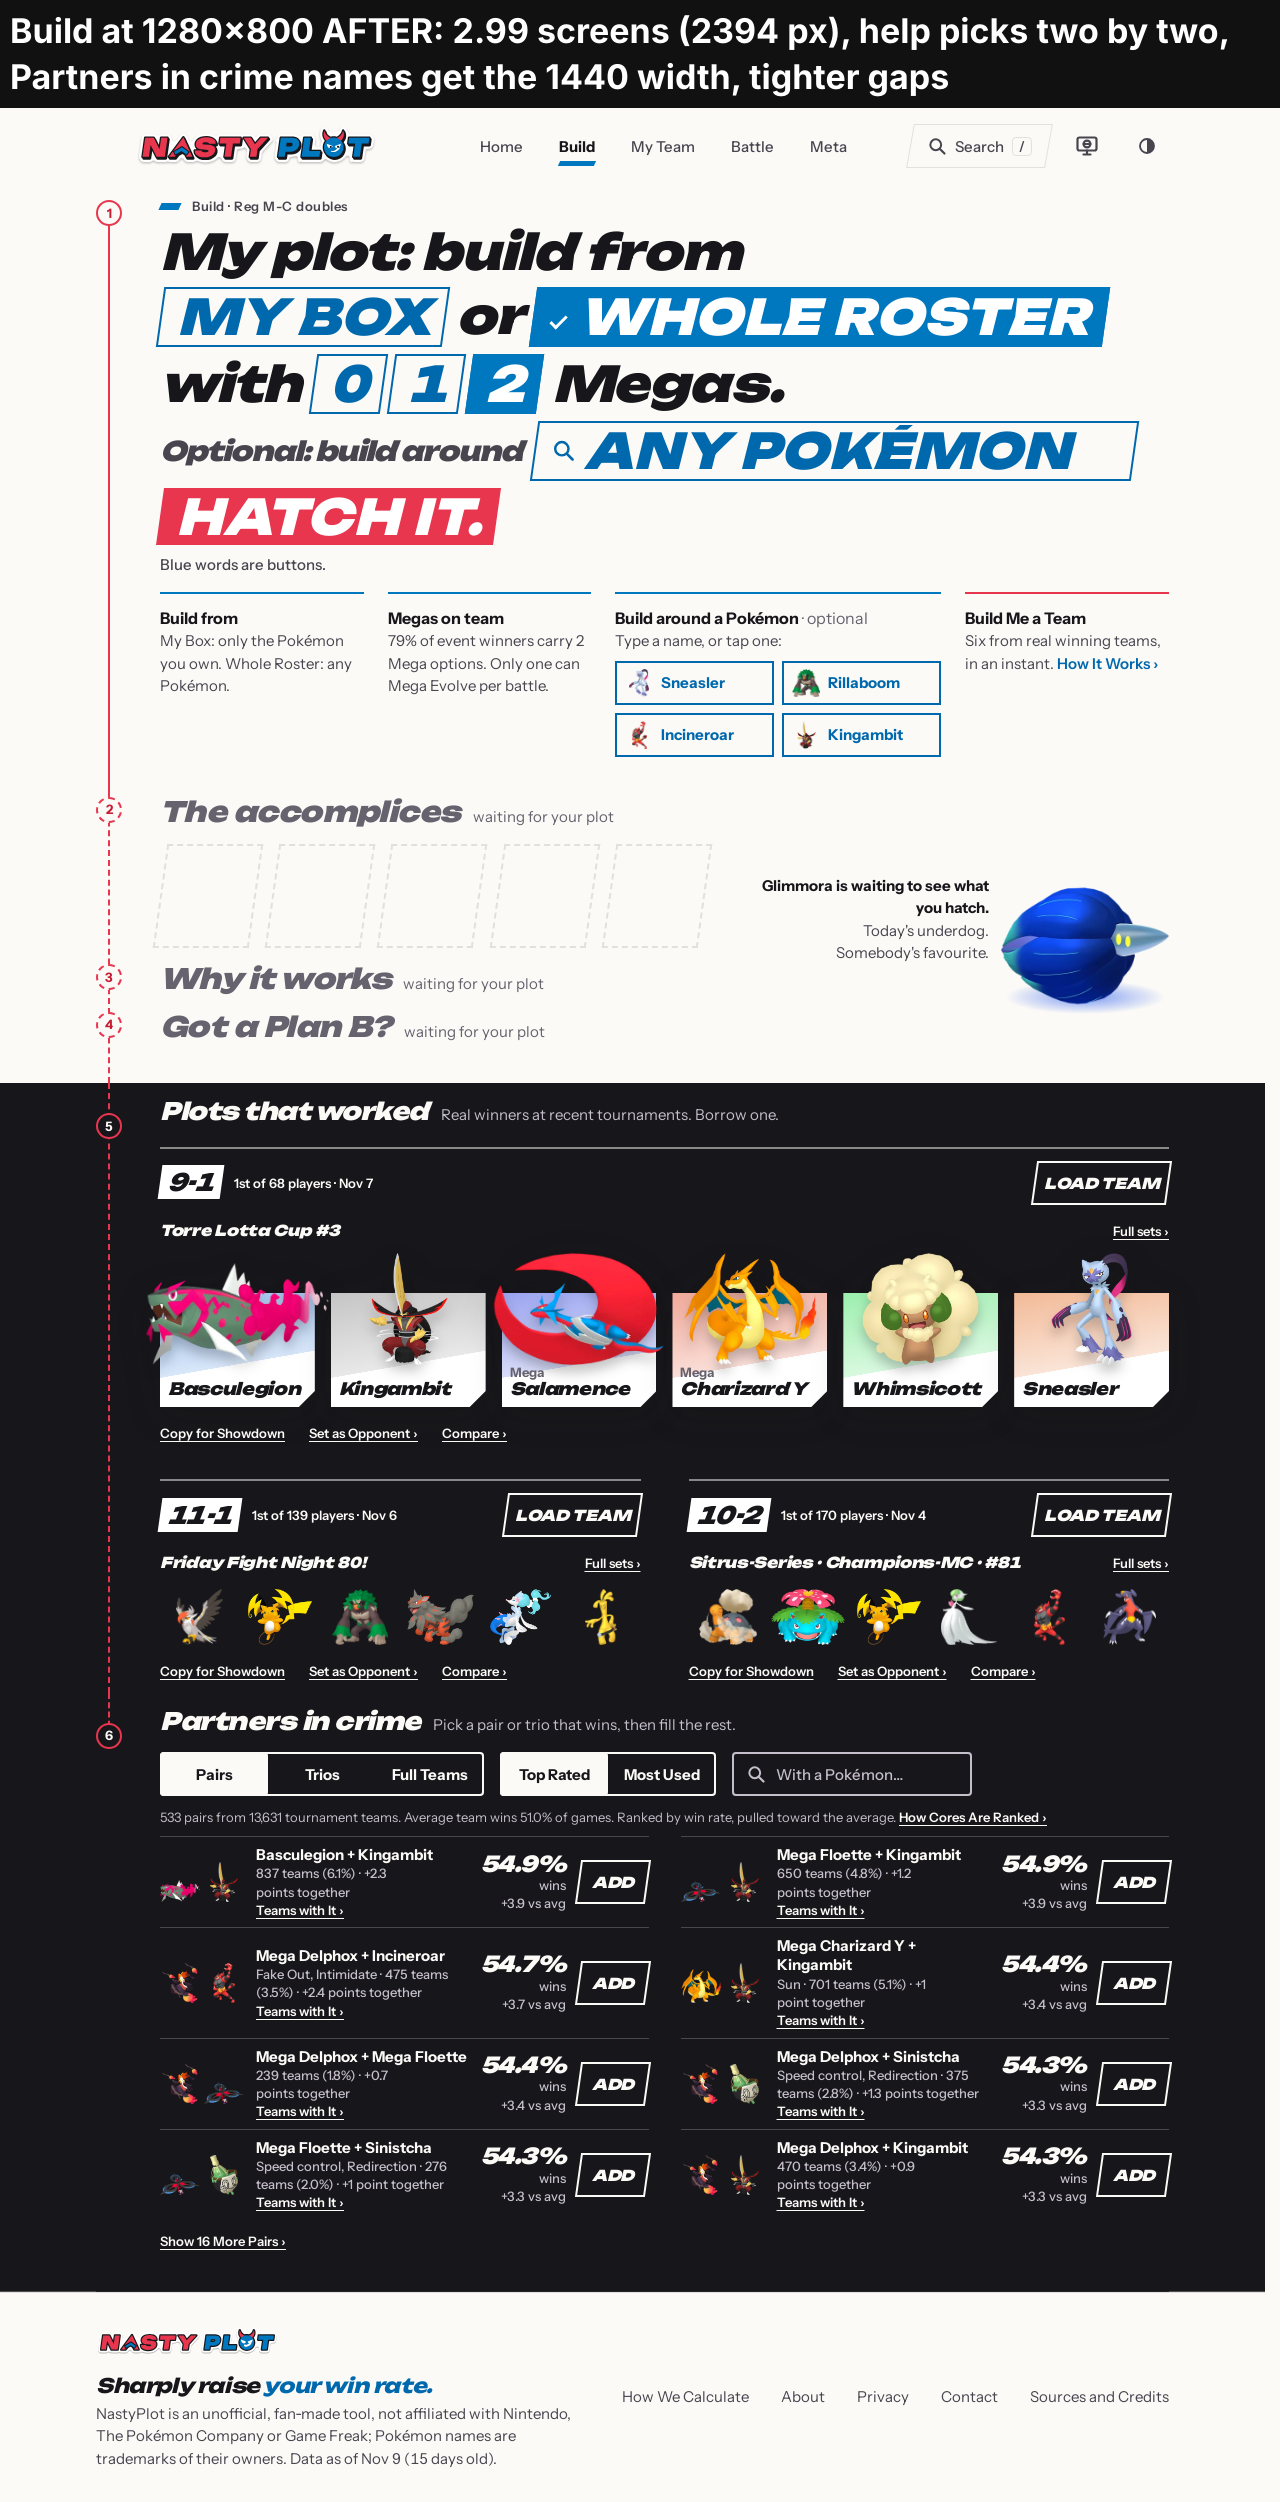 Build at 1280×800 AFTER: 2.99 screens (2394 px), help picks two by two,
Partners in crime names get the 1440 width, tighter gaps
NASTY PLOT
Home Build My Team Battle Meta Search /
1
Build · Reg M-C doubles
My plot: build from
MY BOX or WHOLE ROSTER
with 0 1 2 Megas.
Optional: build around ANY POKÉMON
HATCH IT.
Blue words are buttons.
Build from
My Box: only the Pokémon
you own. Whole Roster: any
Pokémon.
Megas on team
79% of event winners carry 2
Mega options. Only one can
Mega Evolve per battle.
Build around a Pokémon · optional
Type a name, or tap one:
Sneasler Rillaboom
Incineroar Kingambit
Build Me a Team
Six from real winning teams,
in an instant. How It Works ›
2
The accomplices waiting for your plot
Glimmora is waiting to see what
you hatch.
Today's underdog.
Somebody's favourite.
3
Why it works waiting for your plot
4
Got a Plan B? waiting for your plot
5
Plots that worked Real winners at recent tournaments. Borrow one.
9-1 1st of 68 players · Nov 7 LOAD TEAM
Torre Lotta Cup #3 Full sets ›
Basculegion
Kingambit
Mega
Salamence
Mega
Charizard Y
Whimsicott
Sneasler
Copy for Showdown Set as Opponent › Compare ›
11-1 1st of 139 players · Nov 6 LOAD TEAM
Friday Fight Night 80! Full sets ›
Copy for Showdown Set as Opponent › Compare ›
10-2 1st of 170 players · Nov 4 LOAD TEAM
Sitrus-Series · Champions-MC · #81 Full sets ›
Copy for Showdown Set as Opponent › Compare ›
6
Partners in crime Pick a pair or trio that wins, then fill the rest.
Pairs Trios Full Teams Top Rated Most Used With a Pokémon...
533 pairs from 13,631 tournament teams. Average team wins 51.0% of games. Ranked by win rate, pulled toward the average. How Cores Are Ranked ›
Basculegion + Kingambit
837 teams (6.1%) · +2.3
points together
Teams with It ›
54.9%
wins
+3.9 vs avg
ADD
Mega Floette + Kingambit
650 teams (4.8%) · +1.2
points together
Teams with It ›
54.9%
wins
+3.9 vs avg
ADD
Mega Delphox + Incineroar
Fake Out, Intimidate · 475 teams
(3.5%) · +2.4 points together
Teams with It ›
54.7%
wins
+3.7 vs avg
ADD
Mega Charizard Y +
Kingambit
Sun · 701 teams (5.1%) · +1
point together
Teams with It ›
54.4%
wins
+3.4 vs avg
ADD
Mega Delphox + Mega Floette
239 teams (1.8%) · +0.7
points together
Teams with It ›
54.4%
wins
+3.4 vs avg
ADD
Mega Delphox + Sinistcha
Speed control, Redirection · 375
teams (2.8%) · +1.3 points together
Teams with It ›
54.3%
wins
+3.3 vs avg
ADD
Mega Floette + Sinistcha
Speed control, Redirection · 276
teams (2.0%) · +1 point together
Teams with It ›
54.3%
wins
+3.3 vs avg
ADD
Mega Delphox + Kingambit
470 teams (3.4%) · +0.9
points together
Teams with It ›
54.3%
wins
+3.3 vs avg
ADD
Show 16 More Pairs ›
NASTY PLOT
Sharply raise your win rate.
NastyPlot is an unofficial, fan-made tool, not affiliated with Nintendo,
The Pokémon Company or Game Freak; Pokémon names are
trademarks of their owners. Data as of Nov 9 (15 days old).
How We Calculate About Privacy Contact Sources and Credits